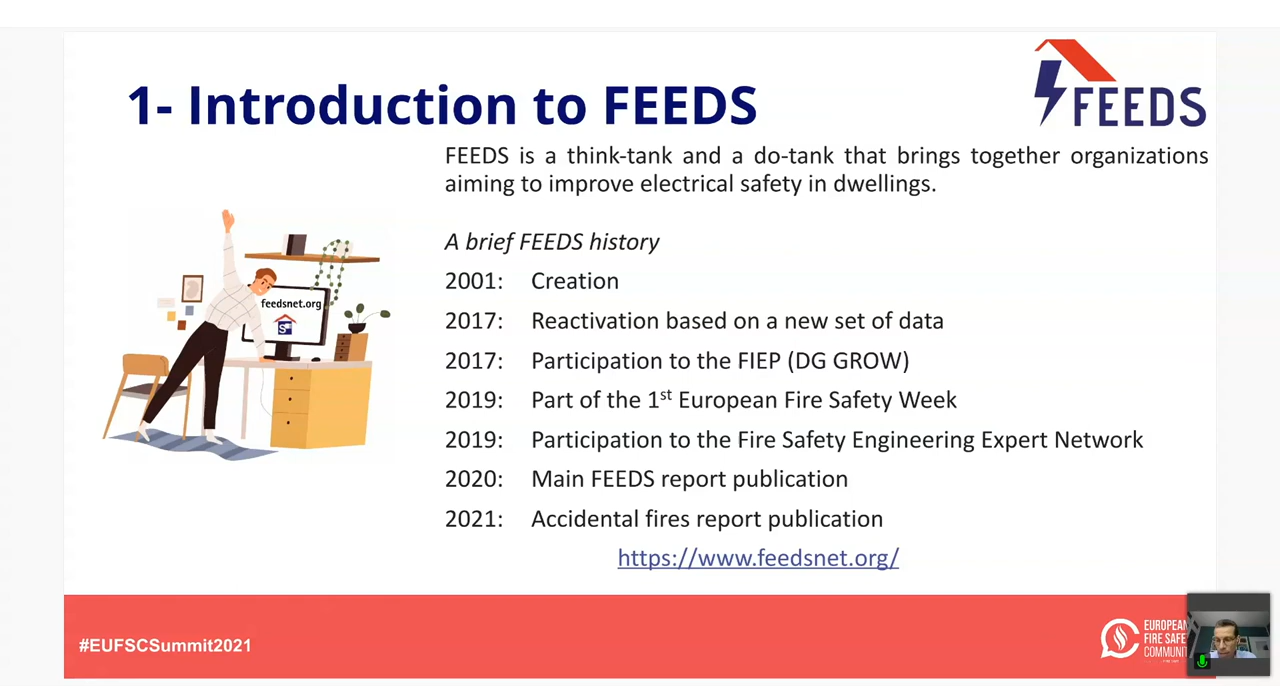 1- Introduction to FEEDS
FEEDS
FEEDS is a think-tank and a do-tank that brings together organizations
aiming to improve electrical safety in dwellings.
A brief FEEDS history
feedsnet.org
2001: Creation
2017: Reactivation based on a new set of data
2017: Participation to the FIEP (DG GROW)
2019: Part of the 1st European Fire Safety Week
2019: Participation to the Fire Safety Engineering Expert Network
2020: Main FEEDS report publication
2021: Accidental fires report publication
https://www.feedsnet.org/
#EUFSCSummit2021
EUROPEAN
FIRE SAFE
COMMUNIT